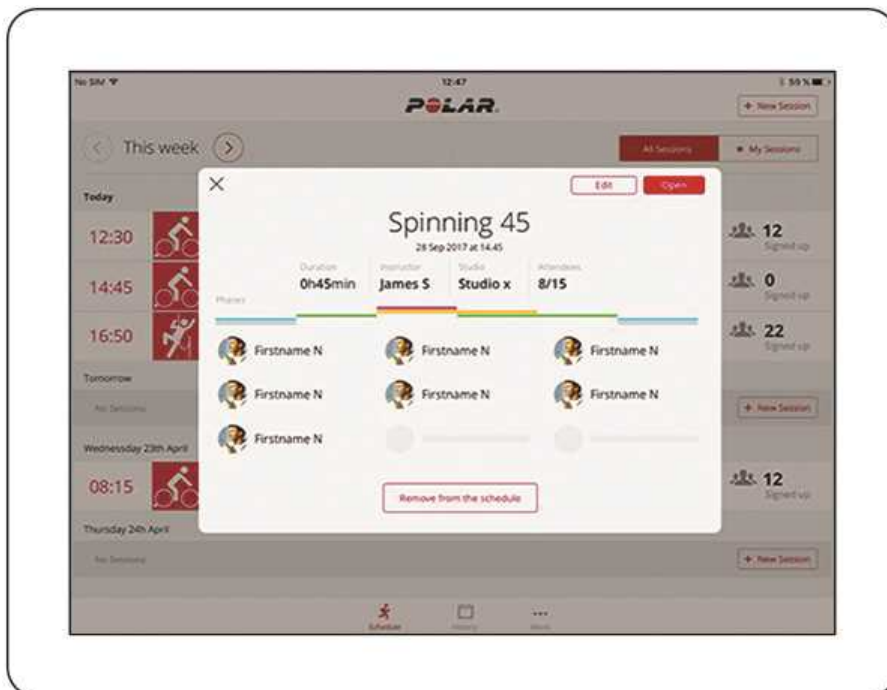 No SIM 12:47 59 %
POLAR
+ New Session
This week All Sessions My Sessions
Today
Edit Open
Spinning 45
28 Sep 2017 at 14.45
Duration Instructor Studio Attendees
0h45min James S Studio x 8/15
Phases
12:30 12
Signed up
14:45 0
Signed up
16:50 22
Signed up
Firstname N Firstname N Firstname N
Firstname N Firstname N Firstname N
Firstname N
Tomorrow
No Sessions + New Session
Wednesday 23th April
08:15 12
Signed up
Remove from the schedule
Thursday 24h April
No Sessions + New Session
Schedule History More